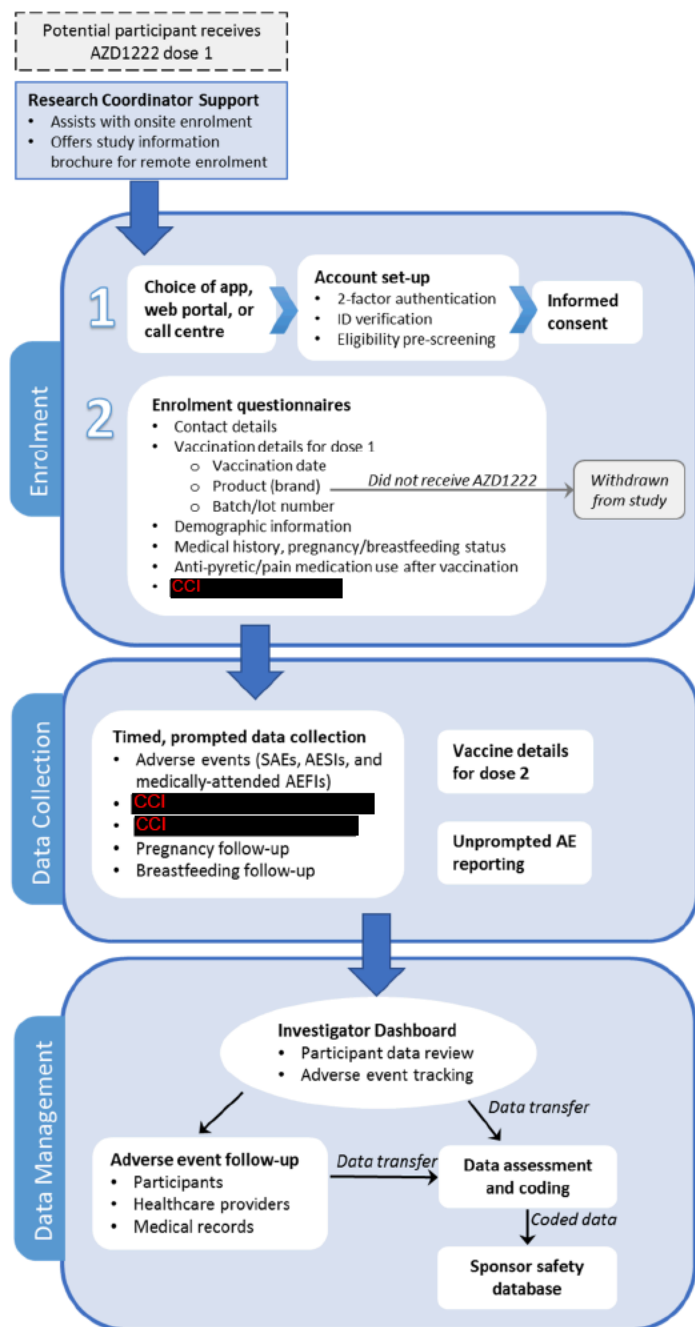 Potential participant receives
AZD1222 dose 1
Research Coordinator Support
• Assists with onsite enrolment
• Offers study information
brochure for remote enrolment
Enrolment
1
Choice of app,
web portal, or
call centre
Account set-up
• 2-factor authentication
• ID verification
• Eligibility pre-screening
Informed
consent
2
Enrolment questionnaires
• Contact details
• Vaccination details for dose 1
o Vaccination date
o Product (brand)
o Batch/lot number
• Demographic information
• Medical history, pregnancy/breastfeeding status
• Anti-pyretic/pain medication use after vaccination
• CCI
Did not receive AZD1222
Withdrawn
from study
Data Collection
Timed, prompted data collection
• Adverse events (SAEs, AESIs, and
medically-attended AEFIs)
• CCI
• CCI
• Pregnancy follow-up
• Breastfeeding follow-up
Vaccine details
for dose 2
Unprompted AE
reporting
Data Management
Investigator Dashboard
• Participant data review
• Adverse event tracking
Data transfer
Adverse event follow-up
• Participants
• Healthcare providers
• Medical records
Data transfer
Data assessment
and coding
Coded data
Sponsor safety
database